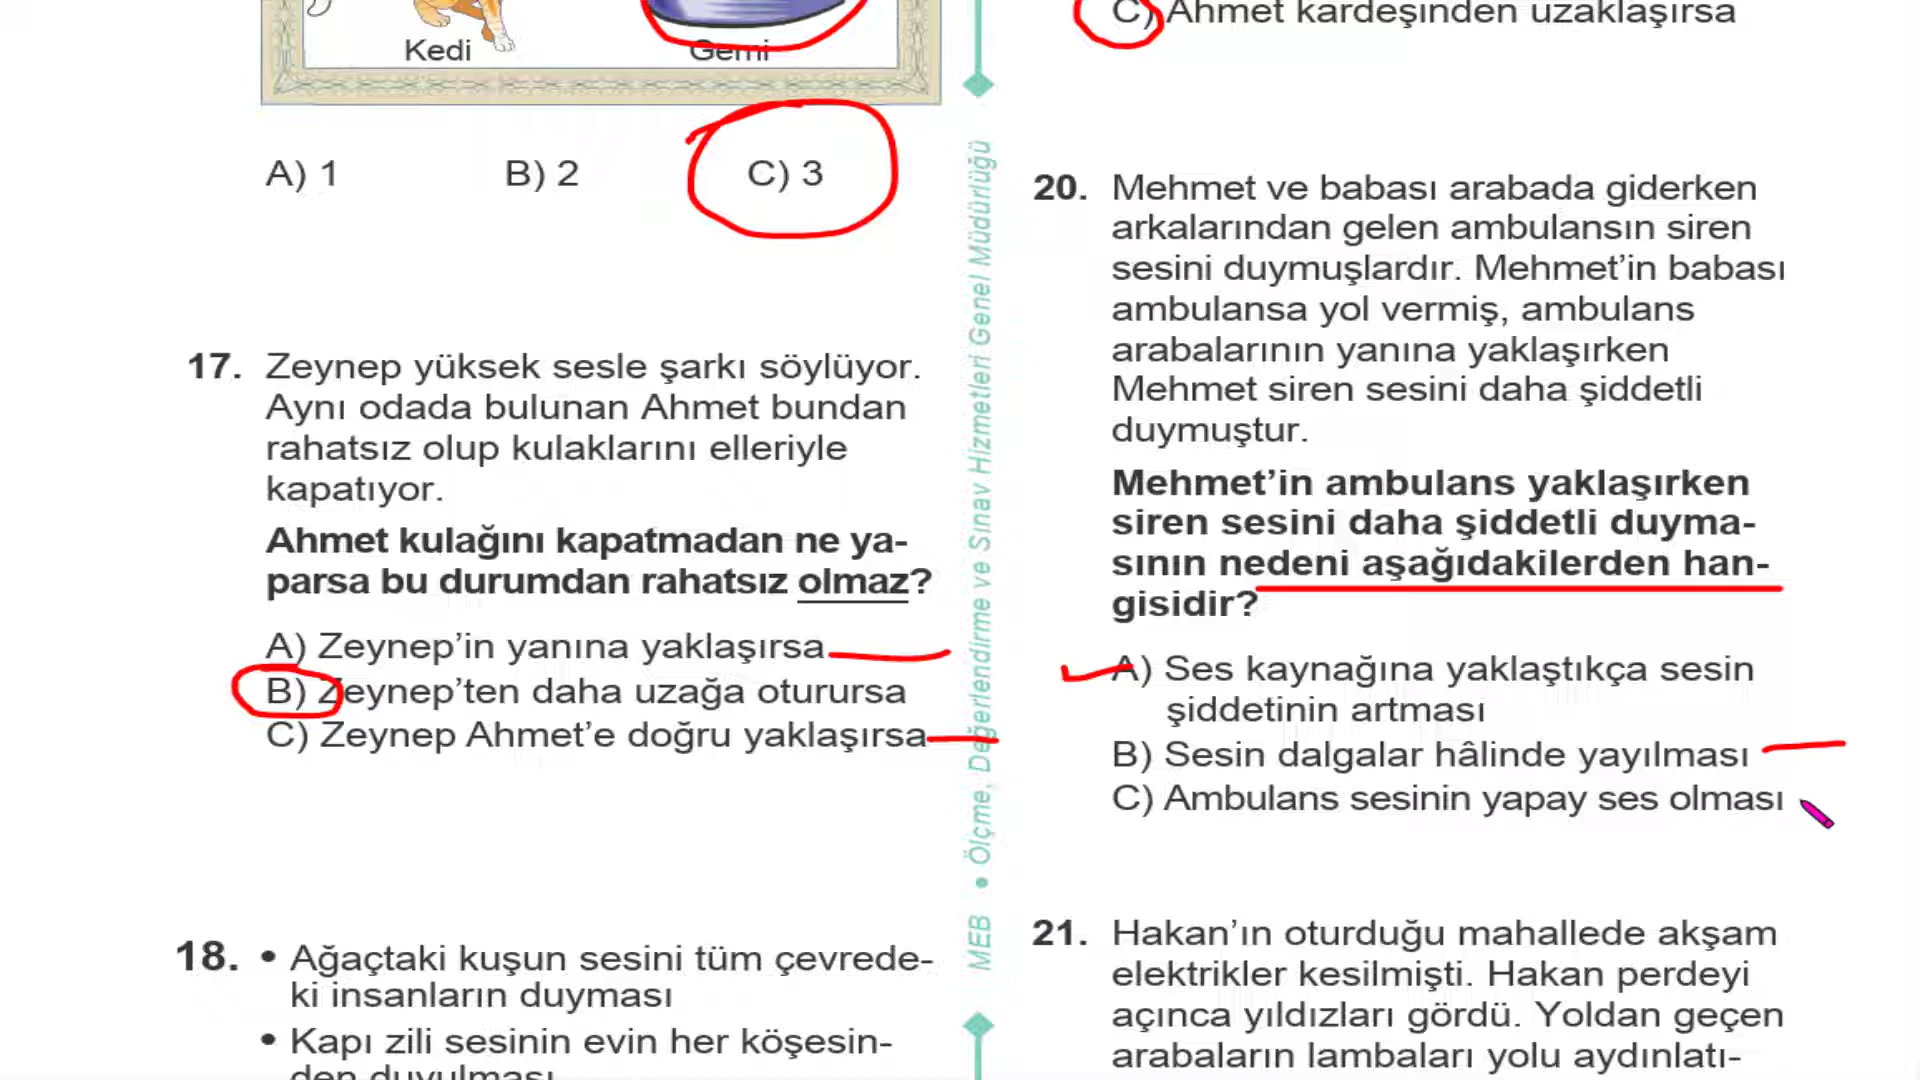 Kedi
Gemi
A) 1
B) 2
C) 3
17. Zeynep yüksek sesle şarkı söylüyor.
Aynı odada bulunan Ahmet bundan
rahatsız olup kulaklarını elleriyle
kapatıyor.
Ahmet kulağını kapatmadan ne ya-
parsa bu durumdan rahatsız olmaz?
A) Zeynep’in yanına yaklaşırsa
B) Zeynep’ten daha uzağa oturursa
C) Zeynep Ahmet’e doğru yaklaşırsa
18. • Ağaçtaki kuşun sesini tüm çevrede-
ki insanların duyması
• Kapı zili sesinin evin her köşesin-
den duyulması
MEB • Ölçme, Değerlendirme ve Sınav Hizmetleri Genel Müdürlüğü
C) Ahmet kardeşinden uzaklaşırsa
20. Mehmet ve babası arabada giderken
arkalarından gelen ambulansın siren
sesini duymuşlardır. Mehmet’in babası
ambulansa yol vermiş, ambulans
arabalarının yanına yaklaşırken
Mehmet siren sesini daha şiddetli
duymuştur.
Mehmet’in ambulans yaklaşırken
siren sesini daha şiddetli duyma-
sının nedeni aşağıdakilerden han-
gisidir?
A) Ses kaynağına yaklaştıkça sesin
şiddetinin artması
B) Sesin dalgalar hâlinde yayılması
C) Ambulans sesinin yapay ses olması
21. Hakan’ın oturduğu mahallede akşam
elektrikler kesilmişti. Hakan perdeyi
açınca yıldızları gördü. Yoldan geçen
arabaların lambaları yolu aydınlatı-